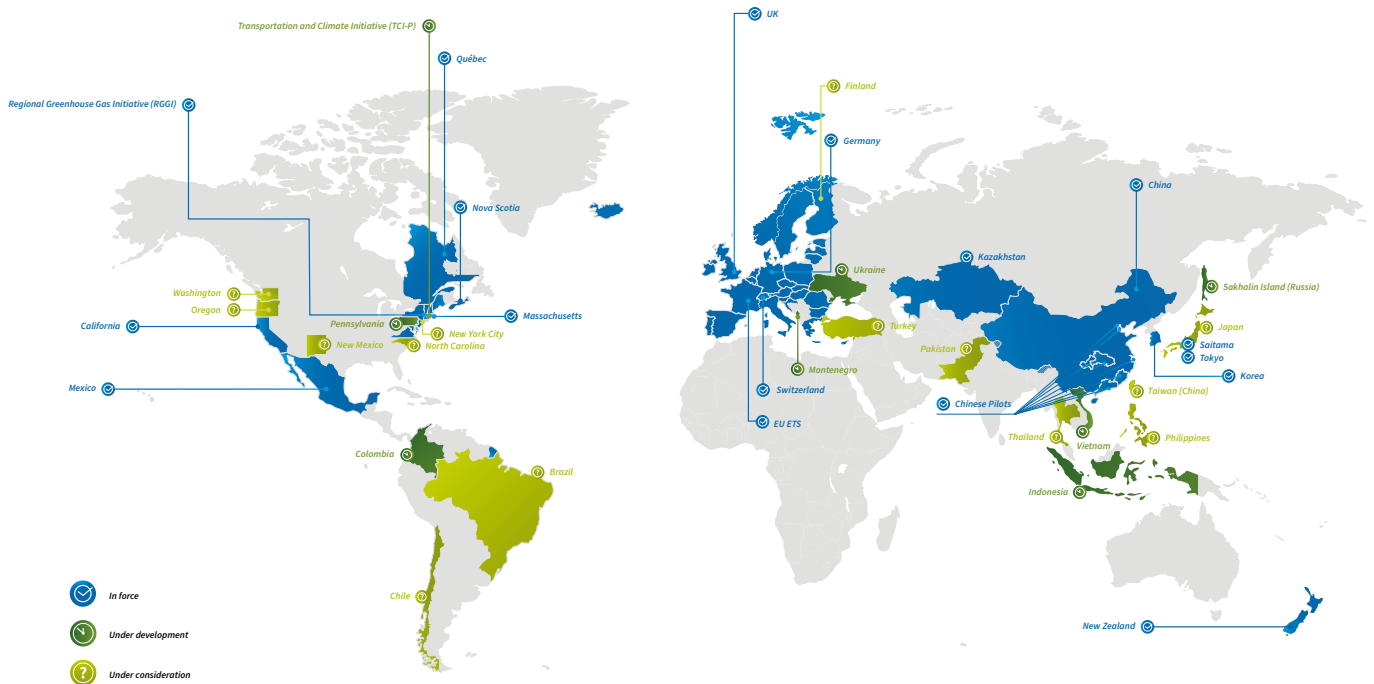 UK
Transportation and Climate Initiative (TCI-P)
Québec
Finland
Regional Greenhouse Gas Initiative (RGGI)
Germany
China
Nova Scotia
Kazakhstan
Ukraine
Sakhalin Island (Russia)
Washington
Oregon
Massachusetts
California
Pennsylvania
Turkey
Japan
New York City
New Mexico
North Carolina
Saitama
Pakistan
Tokyo
Montenegro
Korea
Mexico
Switzerland
Taiwan (China)
Chinese Pilots
EU ETS
Thailand
Philippines
Vietnam
Colombia
Brazil
Indonesia
Chile
In force
New Zealand
Under development
Under consideration